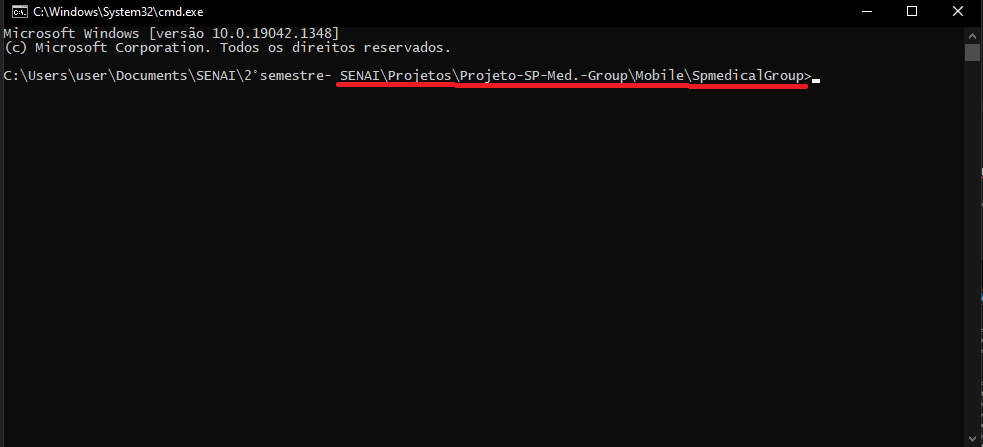 C:\Windows\System32\cmd.exe
Microsoft Windows [versão 10.0.19042.1348]
(c) Microsoft Corporation. Todos os direitos reservados.
C:\Users\user\Documents\SENAI\2°semestre- SENAI\Projetos\Projeto-SP-Med.-Group\Mobile\SpmedicalGroup>